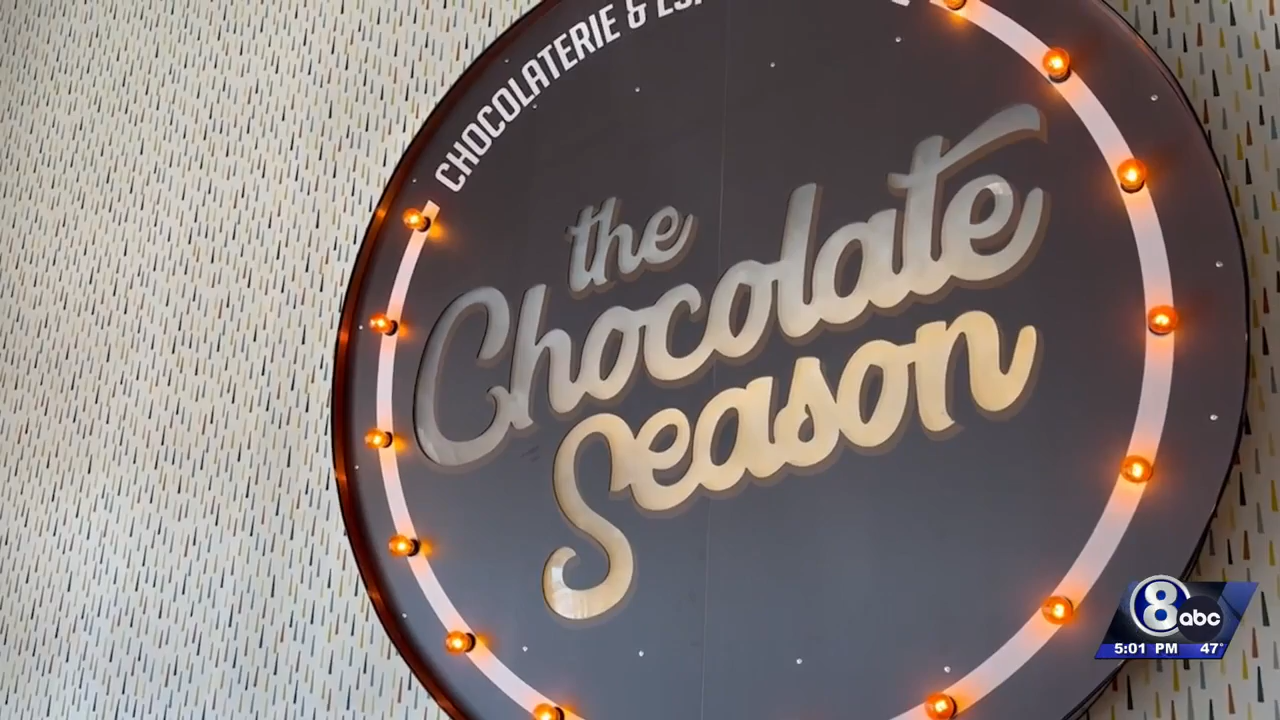 CHOCOLATERIE &
the
Chocolate
Season
8 abc
5:01 PM 47°